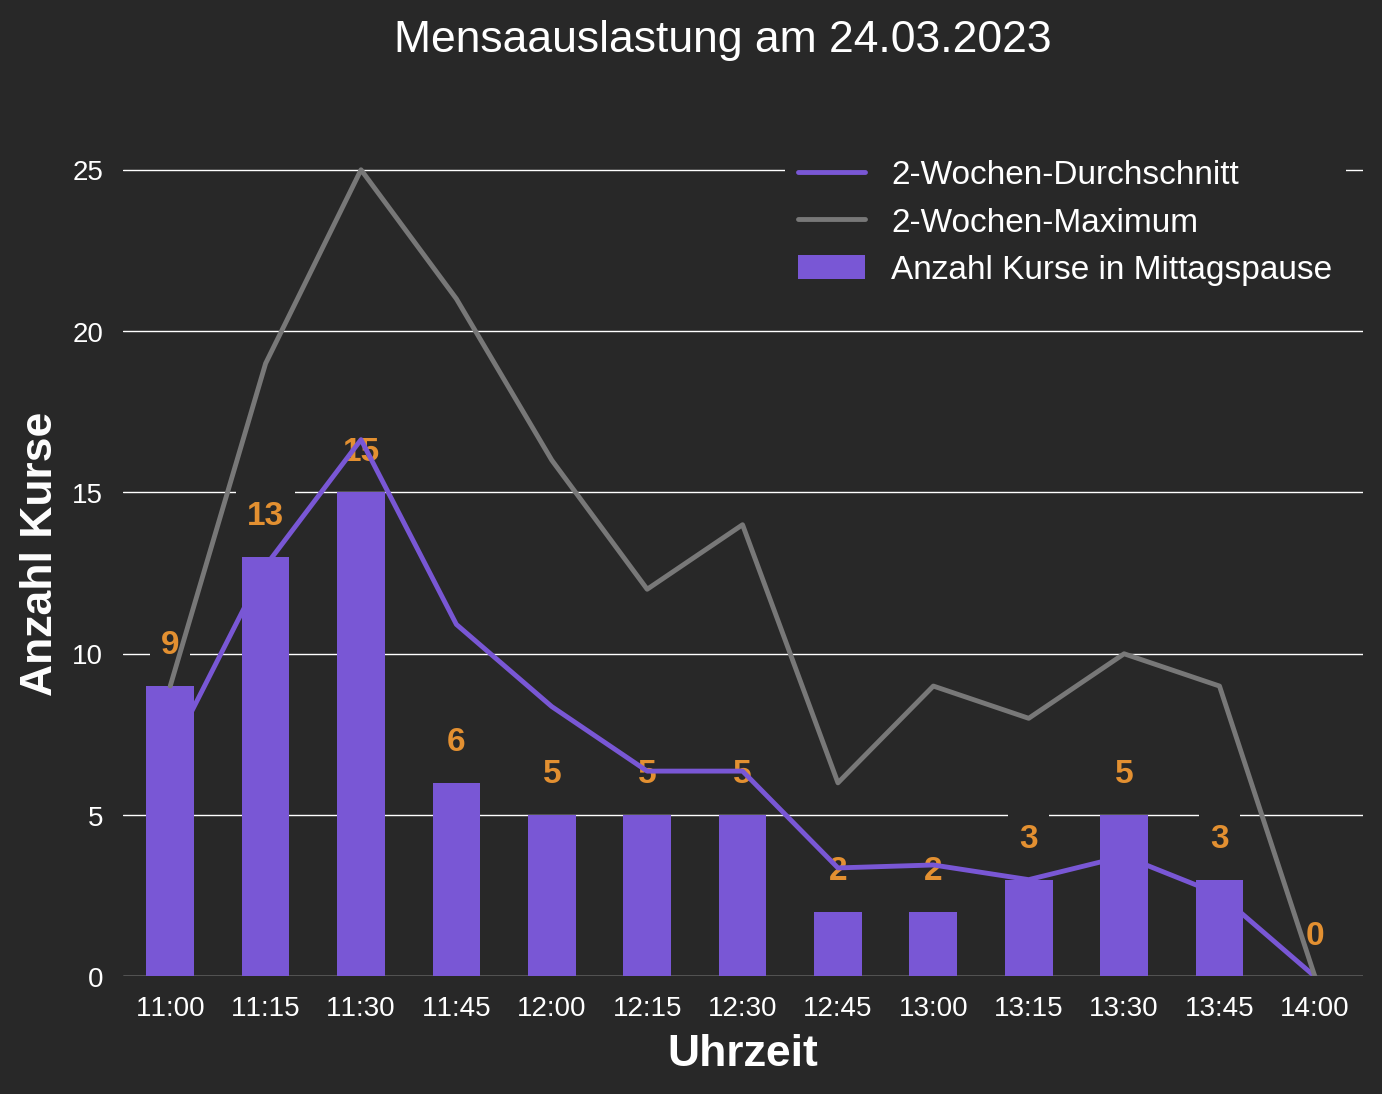 Mensaauslastung am 24.03.2023
2-Wochen-Durchschnitt
2-Wochen-Maximum
Anzahl Kurse in Mittagspause
Anzahl Kurse
25
20
15
10
5
0
9
13
15
6
5
5
5
2
2
3
5
3
0
11:00 11:15 11:30 11:45 12:00 12:15 12:30 12:45 13:00 13:15 13:30 13:45 14:00
Uhrzeit